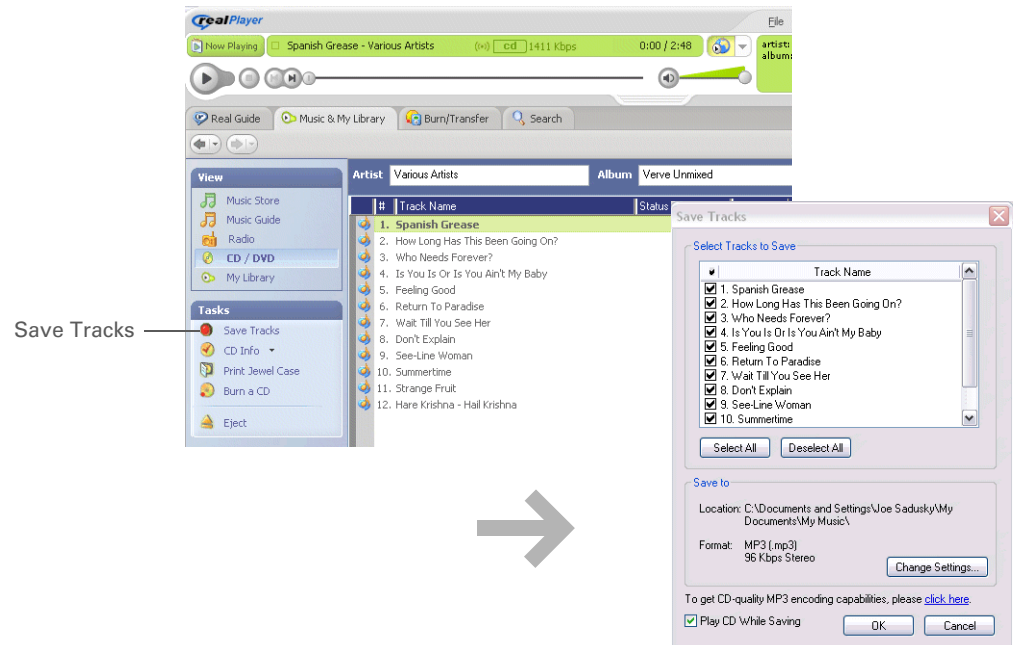 realPlayer
File
Now Playing
Spanish Grease - Various Artists
((•)) cd 1411 Kbps
0:00 / 2:48
artist:
album:
Real Guide
Music & My Library
Burn/Transfer
Search
View
Music Store
Music Guide
Radio
CD / DVD
My Library
Tasks
Save Tracks
CD Info
Print Jewel Case
Burn a CD
Eject
Save Tracks
Artist Various Artists
Album Verve Unmixed
# Track Name Status
1. Spanish Grease
2. How Long Has This Been Going On?
3. Who Needs Forever?
4. Is You Is Or Is You Ain't My Baby
5. Feeling Good
6. Return To Paradise
7. Wait Till You See Her
8. Don't Explain
9. See-Line Woman
10. Summertime
11. Strange Fruit
12. Hare Krishna - Hail Krishna
Save Tracks
Select Tracks to Save
Track Name
1. Spanish Grease
2. How Long Has This Been Going On?
3. Who Needs Forever?
4. Is You Is Or Is You Ain't My Baby
5. Feeling Good
6. Return To Paradise
7. Wait Till You See Her
8. Don't Explain
9. See-Line Woman
10. Summertime
Select All
Deselect All
Save to
Location: C:\Documents and Settings\Joe Sadusky\My
Documents\My Music\
Format: MP3 (.mp3)
96 Kbps Stereo
Change Settings...
To get CD-quality MP3 encoding capabilities, please click here.
Play CD While Saving
OK
Cancel